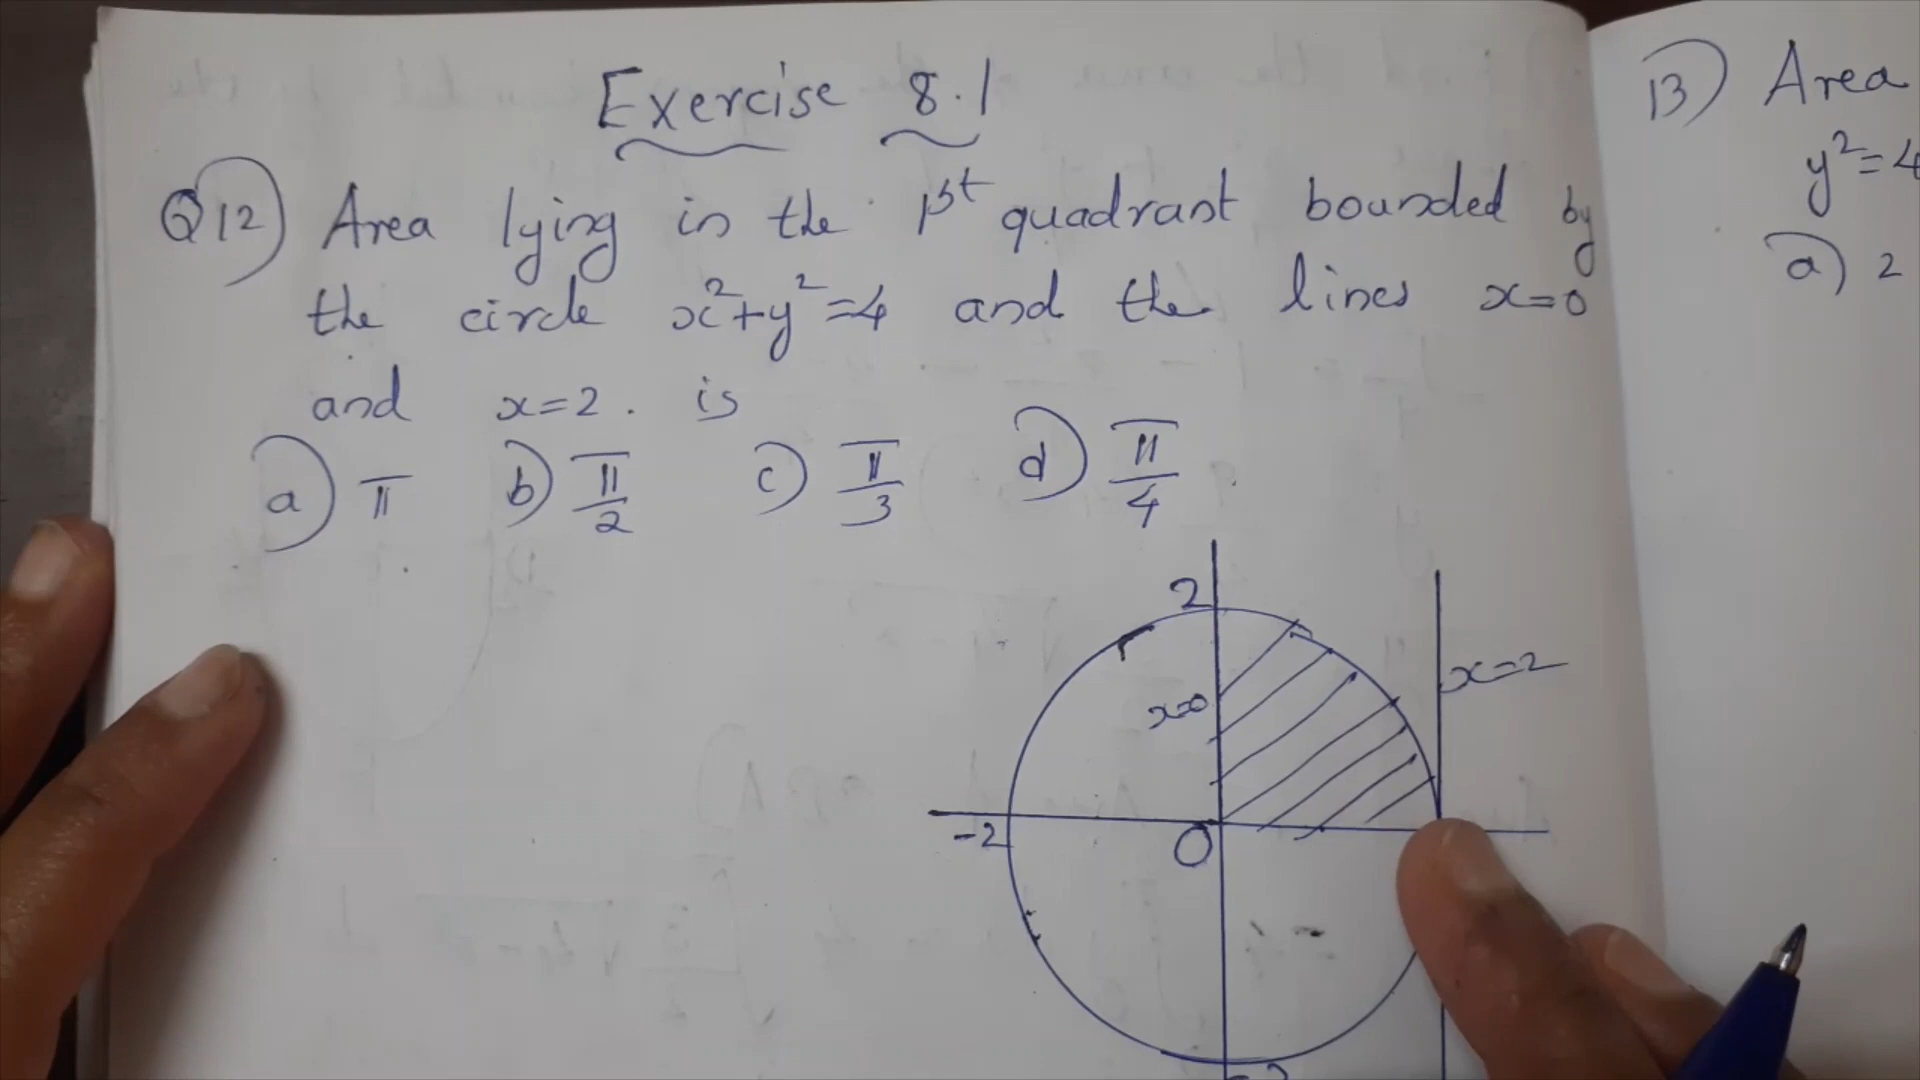 Exercise 8.1
Q12) Area lying in the 1st quadrant bounded by
the circle x²+y²=4 and the lines x=0
and x=2. is
a) π b) π/2 c) π/3 d) π/4.
2
x=2
x=0
-2
O
13) Area
y²=4
a) 2